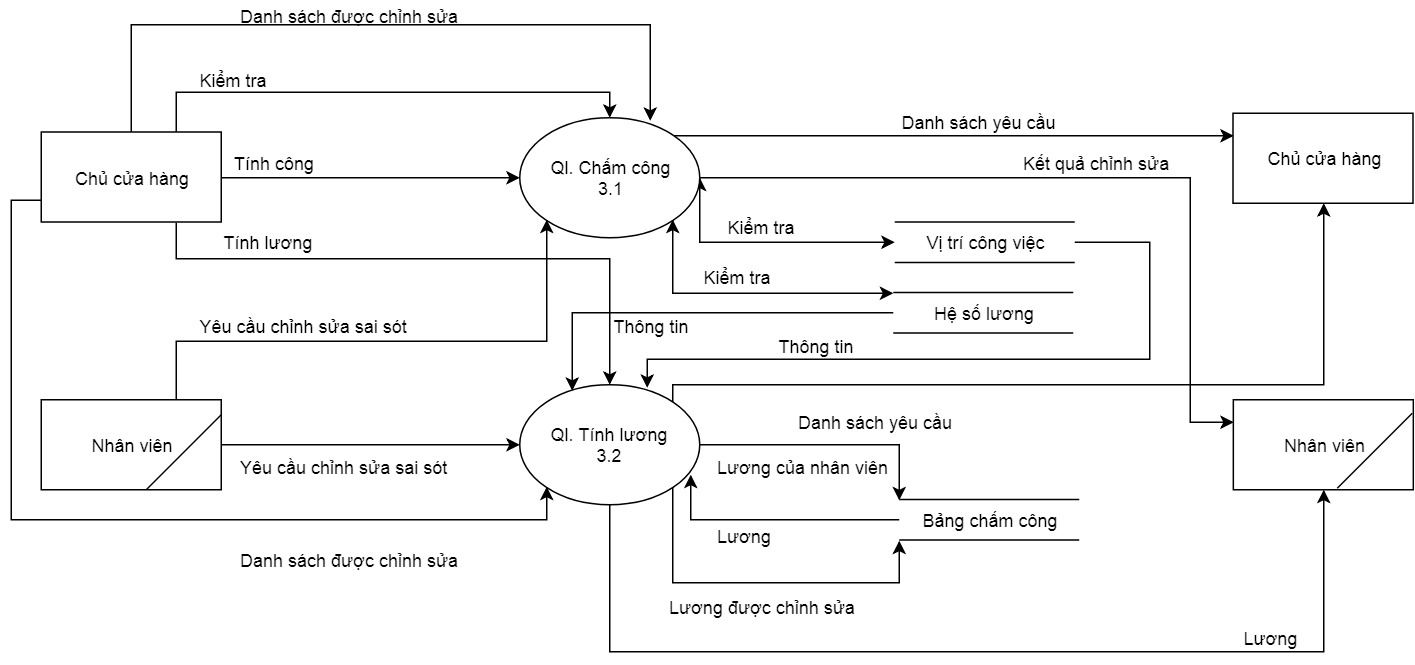 Danh sách được chỉnh sửa
Kiểm tra
Danh sách yêu cầu
Chủ cửa hàng
Tính công
QI. Chấm công
3.1
Kết quả chỉnh sửa
Chủ cửa hàng
Tính lương
Kiểm tra
Vị trí công việc
Kiểm tra
Hệ số lương
Yêu cầu chỉnh sửa sai sót
Thông tin
Thông tin
Nhân viên
QI. Tính lương
3.2
Danh sách yêu cầu
Nhân viên
Yêu cầu chỉnh sửa sai sót
Lương của nhân viên
Bảng chấm công
Lương
Danh sách được chỉnh sửa
Lương được chỉnh sửa
Lương